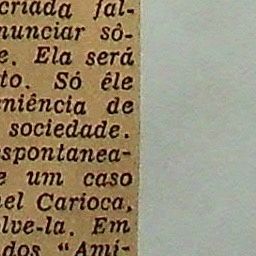 criada fal-
nunciar sô-
e. Ela será
to. Só êle
niência de
sociedade.
espontanea-
e um caso
el Carioca,
lve-la. Em
dos "Ami-